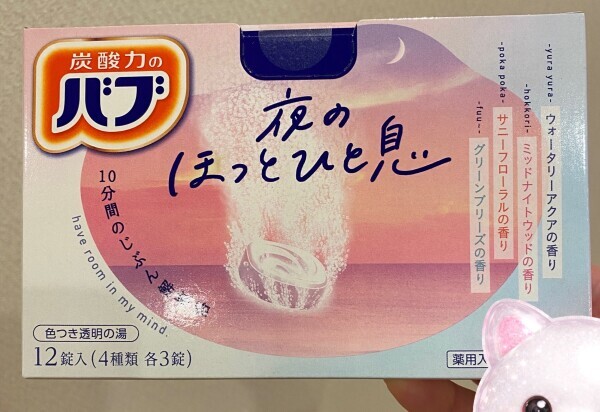 炭酸力の
バブ
夜の
ほっとひと息
10分間のじぶん解
have room in my mind.
-yura yura-
ウォータリーアクアの香り
-hokkori-
ミッドナイトウッドの香り
-poka poka-
サニーフローラルの香り
-fuu~-
グリーンブリーズの香り
色つき透明の湯
12錠入(4種類 各3錠)
薬用入